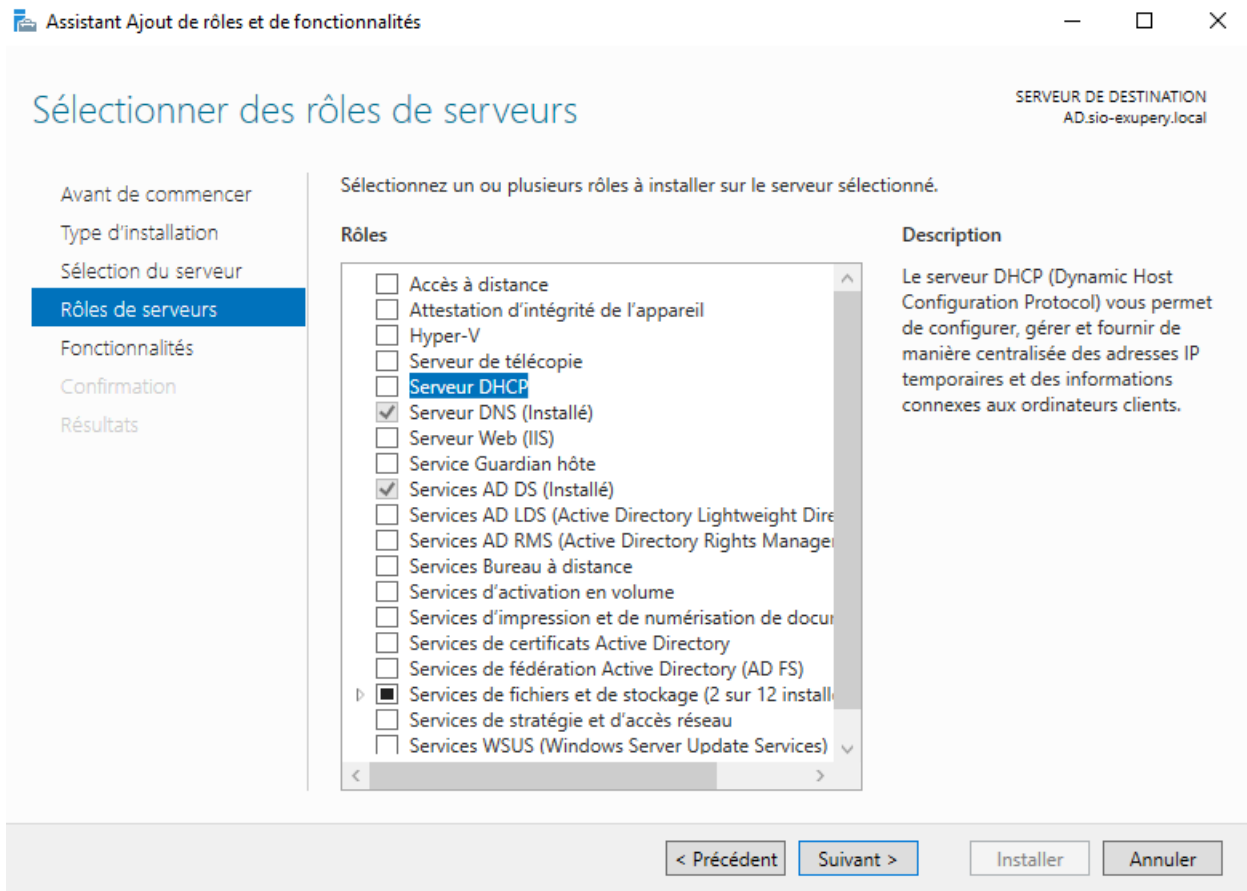 Assistant Ajout de rôles et de fonctionnalités
Sélectionner des rôles de serveurs
SERVEUR DE DESTINATION
AD.sio-exupery.local
Avant de commencer
Type d'installation
Sélection du serveur
Rôles de serveurs
Fonctionnalités
Confirmation
Résultats
Sélectionnez un ou plusieurs rôles à installer sur le serveur sélectionné.
Rôles
Accès à distance
Attestation d'intégrité de l'appareil
Hyper-V
Serveur de télécopie
Serveur DHCP
Serveur DNS (Installé)
Serveur Web (IIS)
Service Guardian hôte
Services AD DS (Installé)
Services AD LDS (Active Directory Lightweight Dire
Services AD RMS (Active Directory Rights Manage
Services Bureau à distance
Services d'activation en volume
Services d'impression et de numérisation de docu
Services de certificats Active Directory
Services de fédération Active Directory (AD FS)
Services de fichiers et de stockage (2 sur 12 install
Services de stratégie et d'accès réseau
Services WSUS (Windows Server Update Services)
Description
Le serveur DHCP (Dynamic Host
Configuration Protocol) vous permet
de configurer, gérer et fournir de
manière centralisée des adresses IP
temporaires et des informations
connexes aux ordinateurs clients.
< Précédent
Suivant >
Installer
Annuler